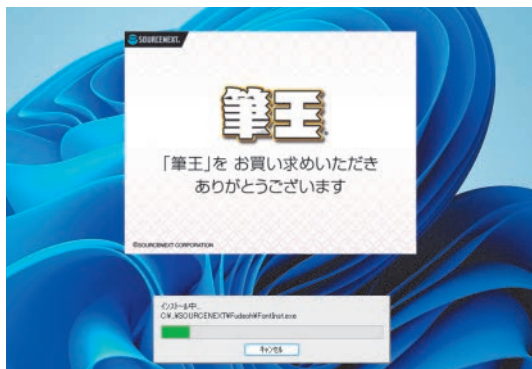 SOURCENEXT.
筆王
「筆王」を お買い求めいただき
ありがとうございます
©SOURCENEXT CORPORATION
インストール中...
C:¥..¥SOURCENEXT¥Fudeoh¥FontInst.exe
キャンセル